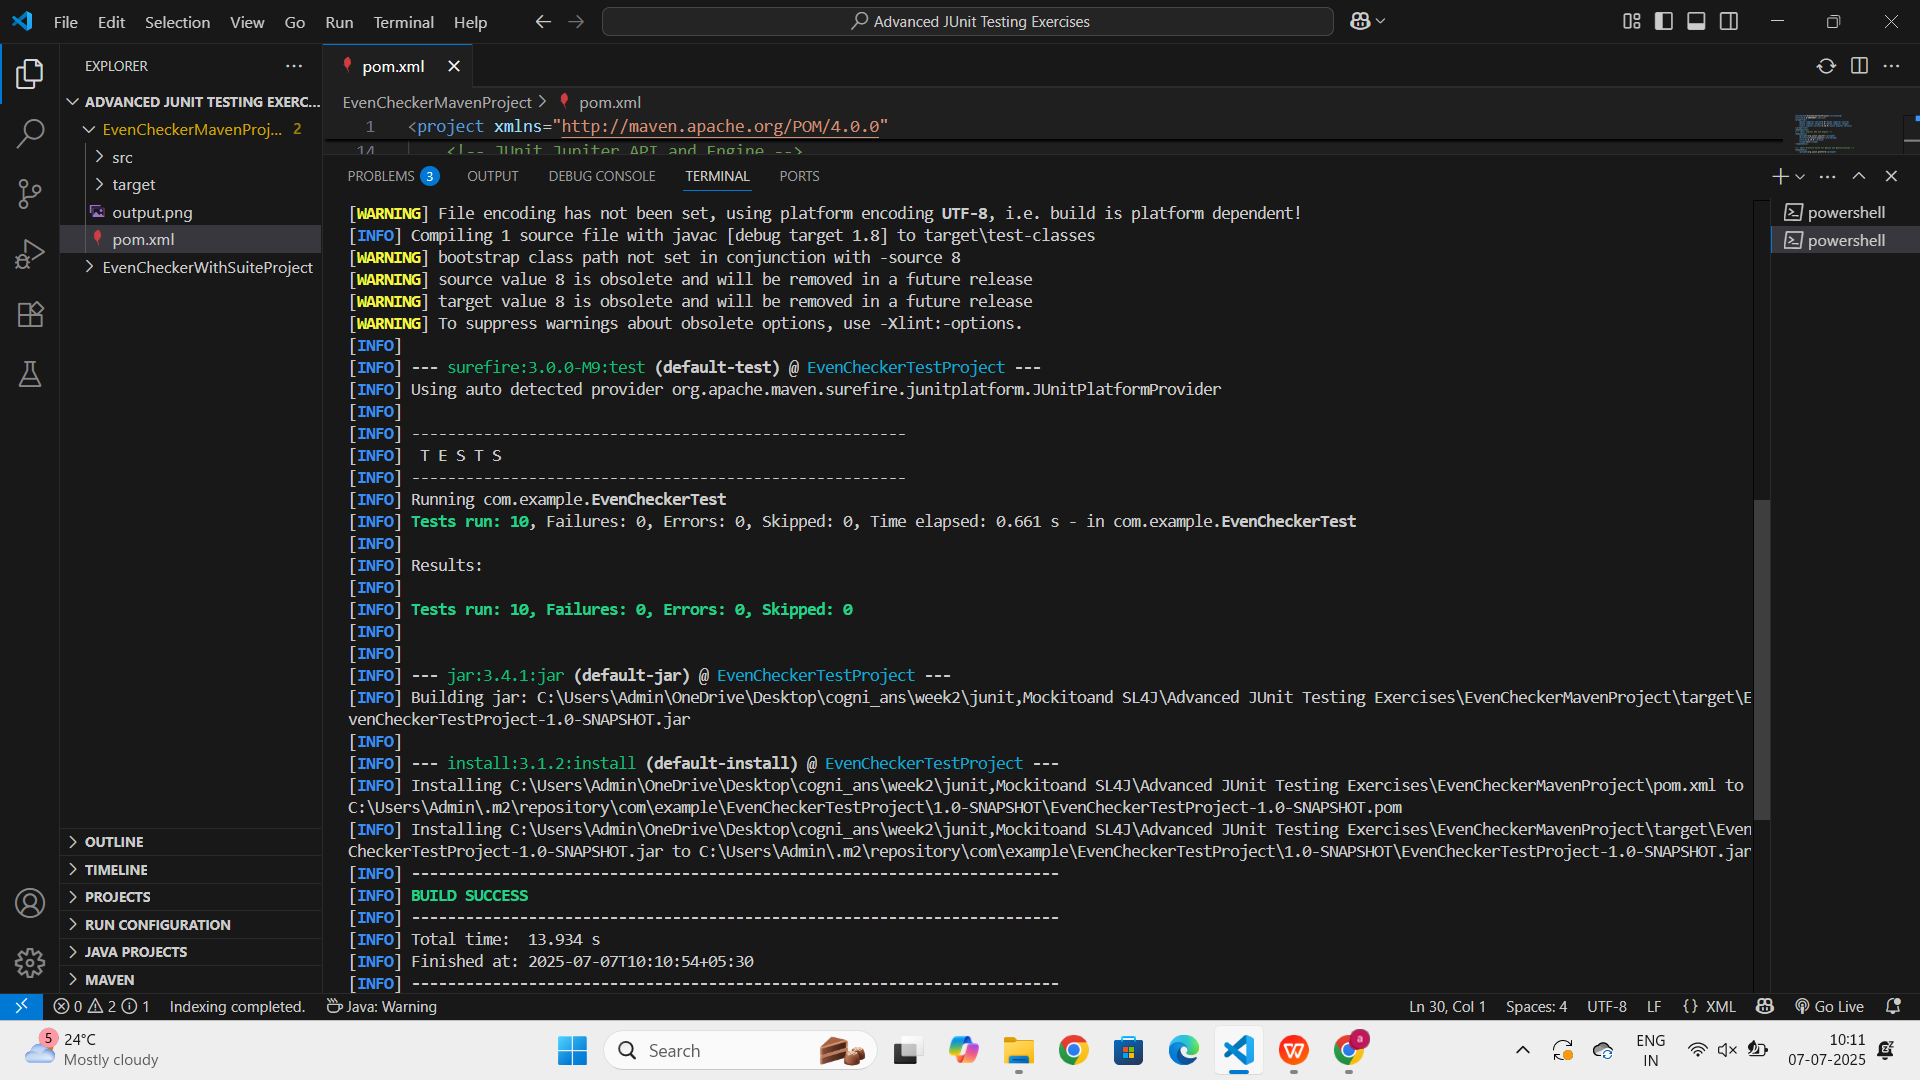 File Edit Selection View Go Run Terminal Help
Advanced JUnit Testing Exercises
EXPLORER
ADVANCED JUNIT TESTING EXERC...
EvenCheckerMavenProj... 2
src
target
output.png
pom.xml
EvenCheckerWithSuiteProject
OUTLINE
TIMELINE
PROJECTS
RUN CONFIGURATION
JAVA PROJECTS
MAVEN
pom.xml
EvenCheckerMavenProject > pom.xml
1 <project xmlns="http://maven.apache.org/POM/4.0.0"
14 <!-- JUnit Jupiter API and Engine -->
PROBLEMS 3 OUTPUT DEBUG CONSOLE TERMINAL PORTS
powershell
powershell
[WARNING] File encoding has not been set, using platform encoding UTF-8, i.e. build is platform dependent!
[INFO] Compiling 1 source file with javac [debug target 1.8] to target\test-classes
[WARNING] bootstrap class path not set in conjunction with -source 8
[WARNING] source value 8 is obsolete and will be removed in a future release
[WARNING] target value 8 is obsolete and will be removed in a future release
[WARNING] To suppress warnings about obsolete options, use -Xlint:-options.
[INFO]
[INFO] --- surefire:3.0.0-M9:test (default-test) @ EvenCheckerTestProject ---
[INFO] Using auto detected provider org.apache.maven.surefire.junitplatform.JUnitPlatformProvider
[INFO]
[INFO] -------------------------------------------------------
[INFO]  T E S T S
[INFO] -------------------------------------------------------
[INFO] Running com.example.EvenCheckerTest
[INFO] Tests run: 10, Failures: 0, Errors: 0, Skipped: 0, Time elapsed: 0.661 s - in com.example.EvenCheckerTest
[INFO]
[INFO] Results:
[INFO]
[INFO] Tests run: 10, Failures: 0, Errors: 0, Skipped: 0
[INFO]
[INFO]
[INFO] --- jar:3.4.1:jar (default-jar) @ EvenCheckerTestProject ---
[INFO] Building jar: C:\Users\Admin\OneDrive\Desktop\cogni_ans\week2\junit,Mockitoand SL4J\Advanced JUnit Testing Exercises\EvenCheckerMavenProject\target\E
venCheckerTestProject-1.0-SNAPSHOT.jar
[INFO]
[INFO] --- install:3.1.2:install (default-install) @ EvenCheckerTestProject ---
[INFO] Installing C:\Users\Admin\OneDrive\Desktop\cogni_ans\week2\junit,Mockitoand SL4J\Advanced JUnit Testing Exercises\EvenCheckerMavenProject\pom.xml to
C:\Users\Admin\.m2\repository\com\example\EvenCheckerTestProject\1.0-SNAPSHOT\EvenCheckerTestProject-1.0-SNAPSHOT.pom
[INFO] Installing C:\Users\Admin\OneDrive\Desktop\cogni_ans\week2\junit,Mockitoand SL4J\Advanced JUnit Testing Exercises\EvenCheckerMavenProject\target\Even
CheckerTestProject-1.0-SNAPSHOT.jar to C:\Users\Admin\.m2\repository\com\example\EvenCheckerTestProject\1.0-SNAPSHOT\EvenCheckerTestProject-1.0-SNAPSHOT.jar
[INFO] ------------------------------------------------------------------------
[INFO] BUILD SUCCESS
[INFO] ------------------------------------------------------------------------
[INFO] Total time:  13.934 s
[INFO] Finished at: 2025-07-07T10:10:54+05:30
[INFO] ------------------------------------------------------------------------
0 2 1 Indexing completed. Java: Warning Ln 30, Col 1 Spaces: 4 UTF-8 LF {} XML Go Live
5 24°C
Mostly cloudy
Search
a
ENG
IN
10:11
07-07-2025